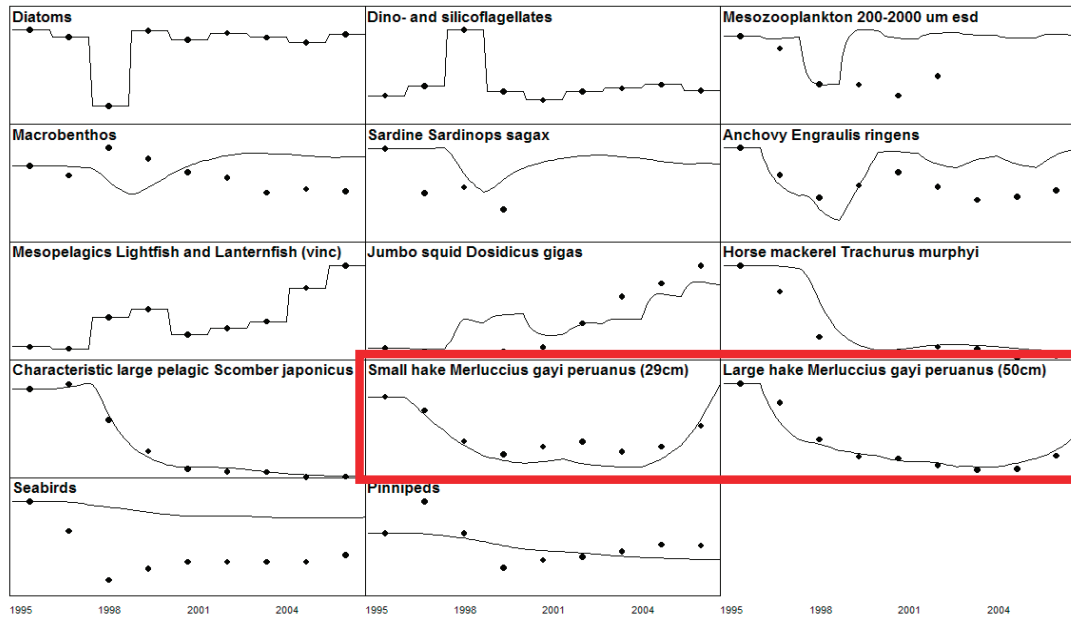 Diatoms
Dino- and silicoflagellates
Mesozooplankton 200-2000 um esd
Macrobenthos
Sardine Sardinops sagax
Anchovy Engraulis ringens
Mesopelagics Lightfish and Lanternfish (vinc)
Jumbo squid Dosidicus gigas
Horse mackerel Trachurus murphyi
Characteristic large pelagic Scomber japonicus
Small hake Merluccius gayi peruanus (29cm)
Large hake Merluccius gayi peruanus (50cm)
Seabirds
Pinnipeds
1995 1998 2001 2004 1995 1998 2001 2004 1995 1998 2001 2004